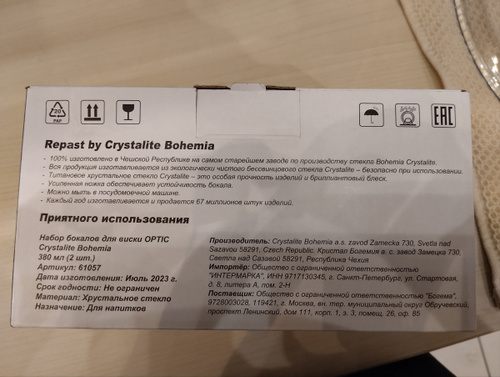 20
PAP
EAC
Repast by Crystalite Bohemia
- 100% изготовлено в Чешской Республике на самом старейшем заводе по производству стекла Bohemia Crystalite.
- Вся продукция изготавливается из экологически чистого бессвинцового стекла Crystalite – безопасно при использовании.
- Титановое хрустальное стекло Crystalite – это особая прочность изделий и бриллиантовый блеск.
- Усиленная ножка обеспечивает устойчивость бокала.
- Можно мыть в посудомоечной машине.
- Каждый год изготавливается и продается 67 миллионов штук изделий.
Приятного использования
Набор бокалов для виски OPTIC
Crystalite Bohemia
380 мл (2 шт.)
Артикул: 61057
Дата изготовления: Июль 2023 г.
Срок годности: Не ограничен
Материал: Хрустальное стекло
Назначение: Для напитков
Производитель: Crystalite Bohemia a.s. zavod Zamecka 730, Svetla nad
Sazavou 58291, Czech Republic. Кристал Богемия а. с. завод Замецка 730,
Светла над Сазавой 58291, Республика Чехия
Импортёр: Общество с ограниченной ответственностью
"ИНТЕРМАРКА", ИНН 9717130345, г. Санкт-Петербург, ул. Стартовая,
д. 8, литера А, пом. 2-Н
Поставщик: Общество с ограниченной ответственностью "Богема",
9728003028, 119421, г. Москва, вн. тер. муниципальный округ Обручевский,
проспект Ленинский, дом 111, корп. 1, э. 3, помещ. 26, оф. 85